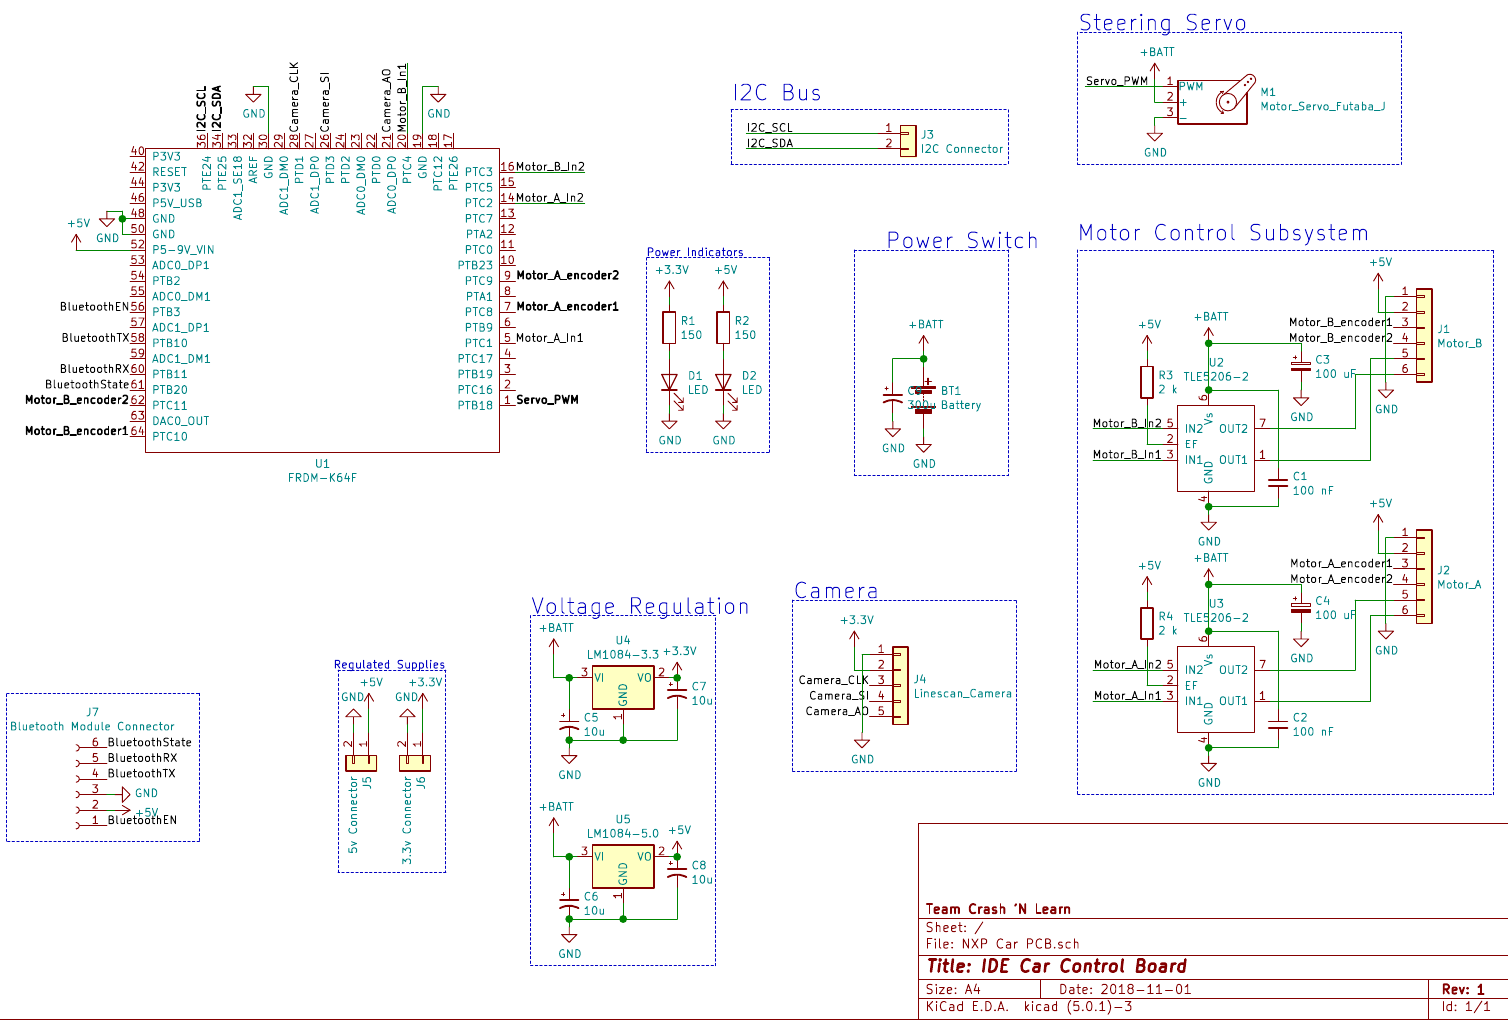 Steering Servo
+BATT
Servo_PWM
1
PWM
2
+
3
-
M1
Motor_Servo_Futaba_J
GND
I2C Bus
I2C_SCL
1
I2C_SDA
2
J3
I2C Connector
I2C_SCL
I2C_SDA
GND
Camera_CLK
Camera_SI
Camera_AO
Motor_B_In1
GND
36
34
33
32
30
29
28
27
26
24
23
22
21
20
19
18
17
PTE24
PTE25
ADC1_SE18
AREF
GND
ADC1_DM0
PTD1
ADC1_DP0
PTD3
PTD2
ADC0_DM0
PTD0
ADC0_DP0
PTC4
GND
PTC12
PTE26
40 P3V3
42 RESET
44 P3V3
46 P5V_USB
48 GND
50 GND
52 P5-9V_VIN
53 ADC0_DP1
54 PTB2
55 ADC0_DM1
BluetoothEN 56 PTB3
57 ADC1_DP1
BluetoothTX 58 PTB10
59 ADC1_DM1
BluetoothRX 60 PTB11
BluetoothState 61 PTB20
Motor_B_encoder2 62 PTC11
63 DAC0_OUT
Motor_B_encoder1 64 PTC10
+5V
GND
PTC3 16 Motor_B_In2
PTC5 15
PTC2 14 Motor_A_In2
PTC7 13
PTA2 12
PTC0 11
PTB23 10
PTC9 9 Motor_A_encoder2
PTA1 8
PTC8 7 Motor_A_encoder1
PTB9 6
PTC1 5 Motor_A_In1
PTC17 4
PTB19 3
PTC16 2
PTB18 1 Servo_PWM
U1
FRDM-K64F
Power Indicators
+3.3V +5V
R1
150
R2
150
D1
LED
D2
LED
GND GND
Power Switch
+BATT
300u
BT1
Battery
GND
GND
Motor Control Subsystem
+5V
1
2
Motor_B_encoder1 3
Motor_B_encoder2 4
5
6
J1
Motor_B
GND
+BATT
+5V
R3
2 k
U2
TLE5206-2
C3
100 uF
GND
6
Vs
Motor_B_In2 5 IN2
2 EF
Motor_B_In1 3 IN1
OUT2 7
OUT1 1
GND
4
C1
100 nF
GND
+5V
1
2
Motor_A_encoder1 3
Motor_A_encoder2 4
5
6
J2
Motor_A
GND
+BATT
+5V
R4
2 k
U3
TLE5206-2
C4
100 uF
GND
6
Vs
Motor_A_In2 5 IN2
2 EF
Motor_A_In1 3 IN1
OUT2 7
OUT1 1
GND
4
C2
100 nF
GND
Voltage Regulation
+BATT
U4
LM1084-3.3
+3.3V
3 VI
VO 2
GND
1
C7
10u
C5
10u
GND
+BATT
U5
LM1084-5.0
+5V
3 VI
VO 2
GND
1
C8
10u
C6
10u
GND
Camera
+3.3V
1
2
Camera_CLK 3
Camera_SI 4
Camera_AO 5
J4
Linescan_Camera
GND
Regulated Supplies
+5V
GND
+3.3V
GND
2
1
2
1
J5
5v Connector
J6
3.3v Connector
J7
Bluetooth Module Connector
6 BluetoothState
5 BluetoothRX
4 BluetoothTX
3 GND
2 +5V
1 BluetoothEN
Team Crash 'N Learn
Sheet: /
File: NXP Car PCB.sch
Title: IDE Car Control Board
Size: A4 Date: 2018-11-01 Rev: 1
KiCad E.D.A. kicad (5.0.1)-3 Id: 1/1